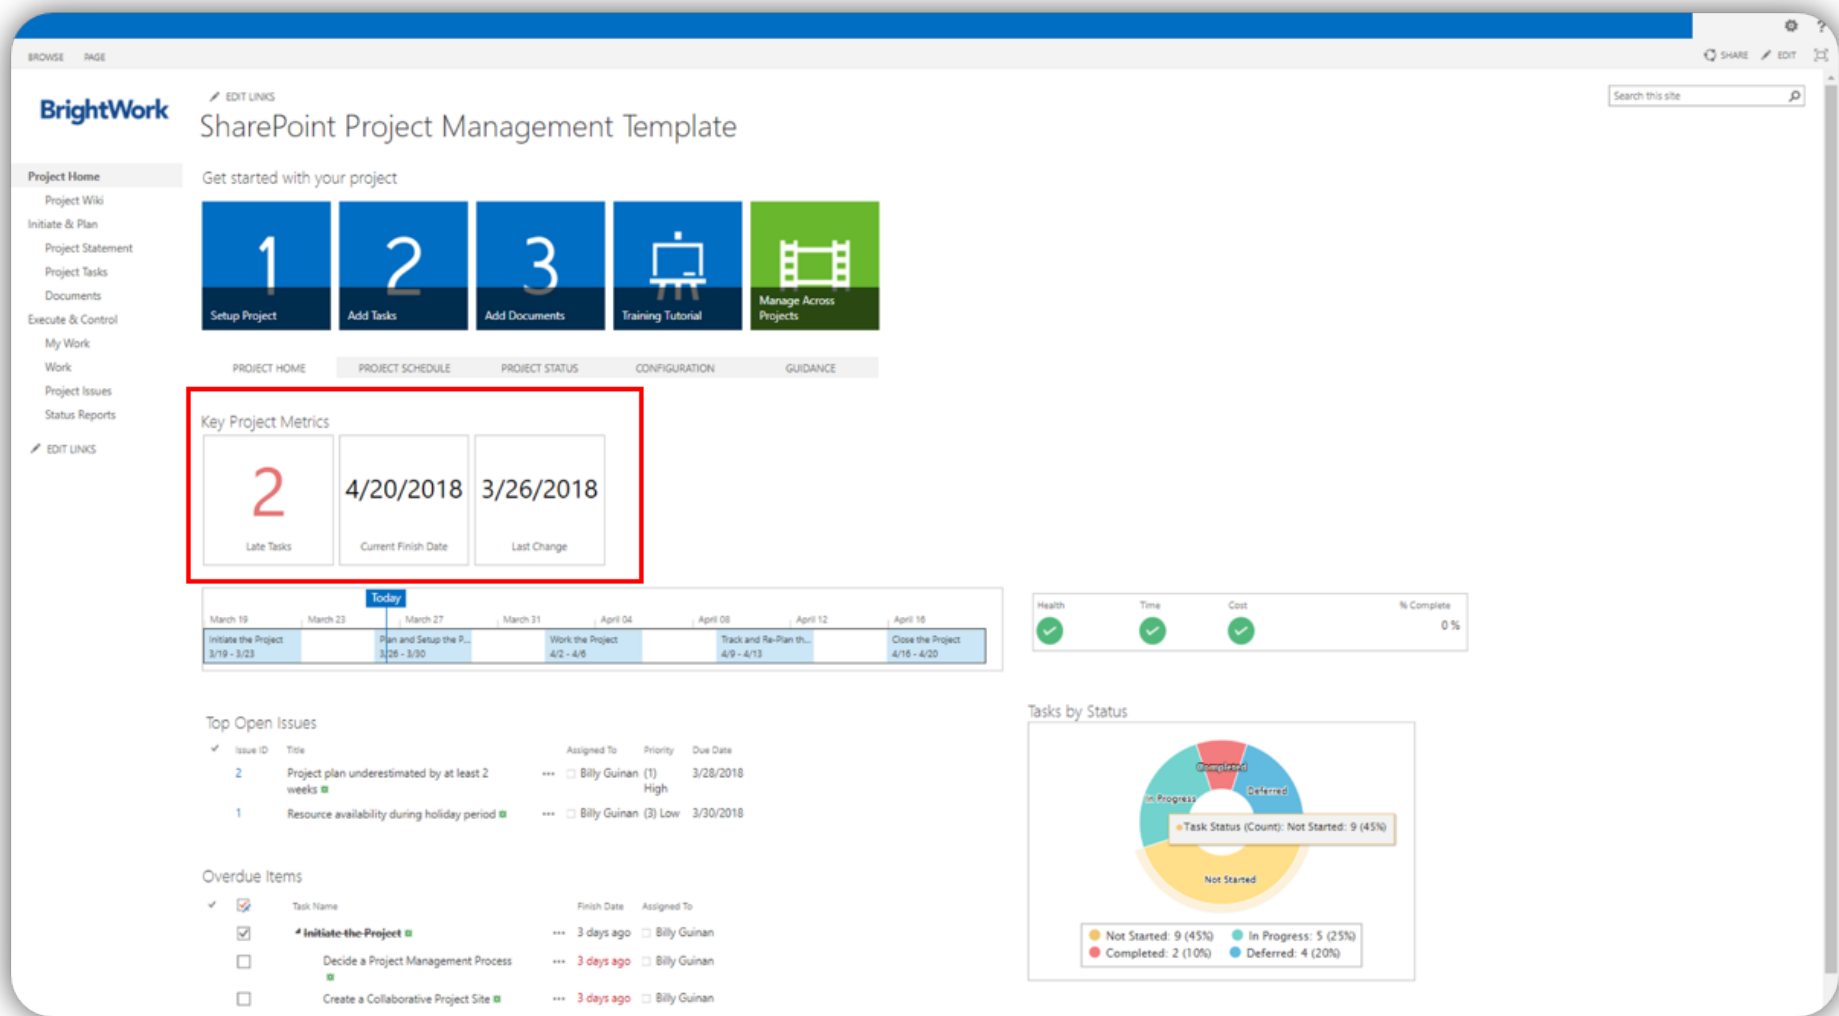 ?
BROWSE PAGE
SHARE EDIT
BrightWork
EDIT LINKS
Search this site
SharePoint Project Management Template
Project Home
Project Wiki
Initiate & Plan
Project Statement
Project Tasks
Documents
Execute & Control
My Work
Work
Project Issues
Status Reports
EDIT LINKS
Get started with your project
1
Setup Project
2
Add Tasks
3
Add Documents
Training Tutorial
Manage Across
Projects
PROJECT HOME PROJECT SCHEDULE PROJECT STATUS CONFIGURATION GUIDANCE
Key Project Metrics
2
Late Tasks
4/20/2018
Current Finish Date
3/26/2018
Last Change
Today
March 19 March 23 March 27 March 31 April 04 April 08 April 12 April 16
Initiate the Project
3/19 - 3/23
Plan and Setup the P...
3/26 - 3/30
Work the Project
4/2 - 4/6
Track and Re-Plan th...
4/9 - 4/13
Close the Project
4/16 - 4/20
Health Time Cost % Complete
0 %
Top Open Issues
Issue ID Title Assigned To Priority Due Date
2 Project plan underestimated by at least 2 ... Billy Guinan (1) 3/28/2018
weeks High
1 Resource availability during holiday period ... Billy Guinan (3) Low 3/30/2018
Overdue Items
Task Name Finish Date Assigned To
Initiate the Project ... 3 days ago Billy Guinan
Decide a Project Management Process ... 3 days ago Billy Guinan
Create a Collaborative Project Site ... 3 days ago Billy Guinan
Tasks by Status
Completed
In Progress
Deferred
Task Status (Count): Not Started: 9 (45%)
Not Started
Not Started: 9 (45%) In Progress: 5 (25%)
Completed: 2 (10%) Deferred: 4 (20%)